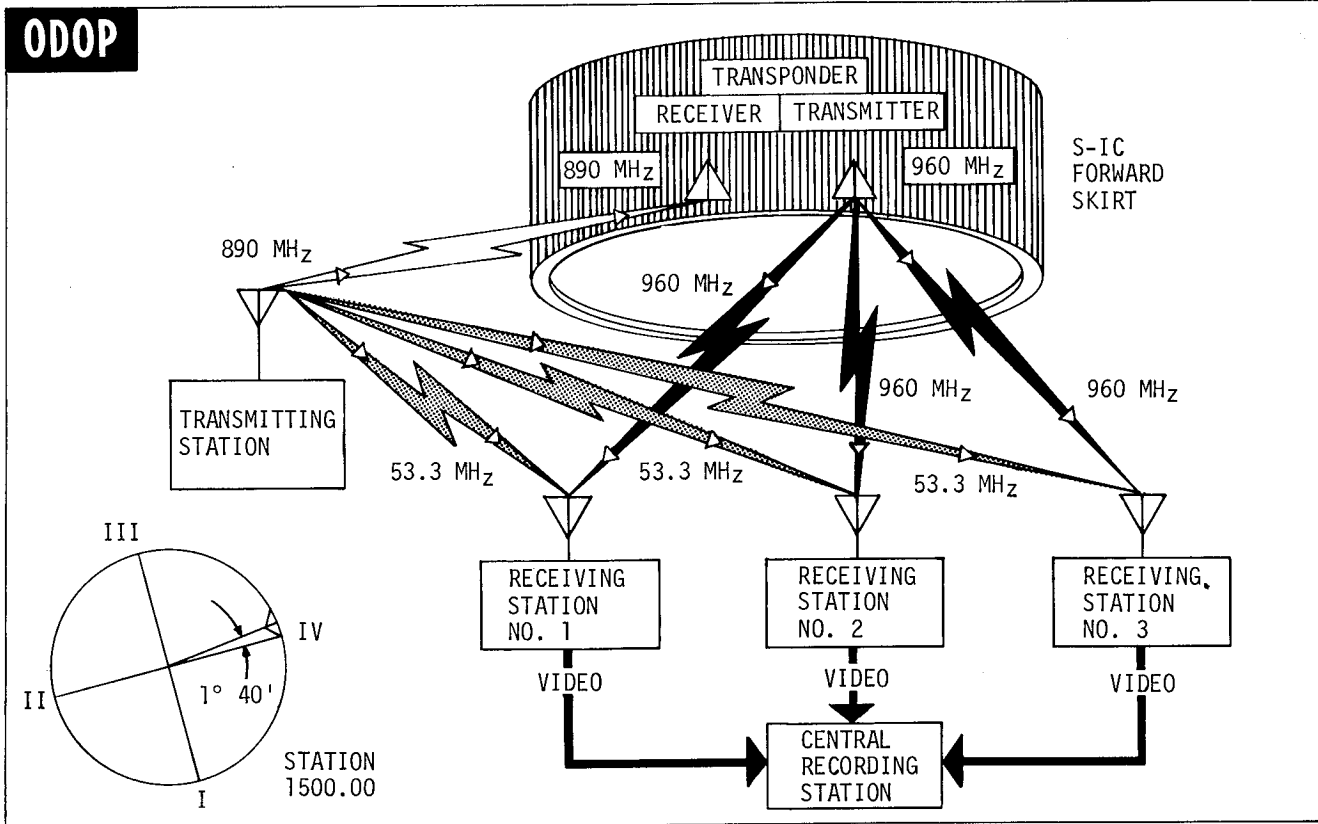 ODOP
TRANSPONDER
RECEIVER
TRANSMITTER
890 MHz
960 MHz
S-IC
FORWARD
SKIRT
890 MHz
960 MHz
960 MHz
960 MHz
TRANSMITTING
STATION
53.3 MHz
53.3 MHz
53.3 MHz
RECEIVING
STATION
NO. 1
RECEIVING
STATION
NO. 2
RECEIVING
STATION
NO. 3
VIDEO
VIDEO
VIDEO
CENTRAL
RECORDING
STATION
III
IV
II
1° 40'
I
STATION
1500.00